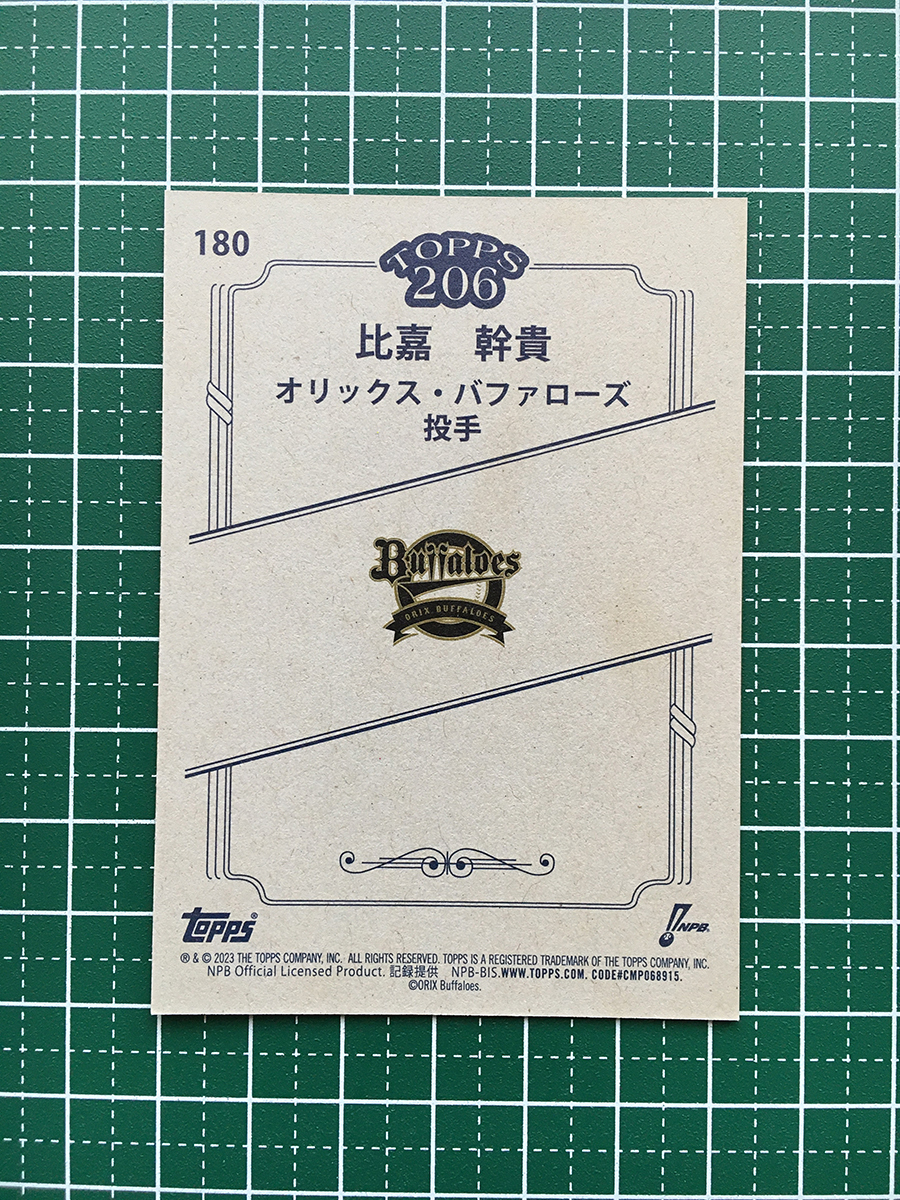 180
TOPPS
206
比嘉　幹貴
オリックス・バファローズ
投手
Buffaloes
ORIX BUFFALOES
topps®
NPB®
® & © 2023 THE TOPPS COMPANY, INC. ALL RIGHTS RESERVED. TOPPS IS A REGISTERED TRADEMARK OF THE TOPPS COMPANY, INC.
NPB Official Licensed Product. 記録提供 NPB-BIS.WWW.TOPPS.COM. CODE#CMP068915.
©ORIX Buffaloes.